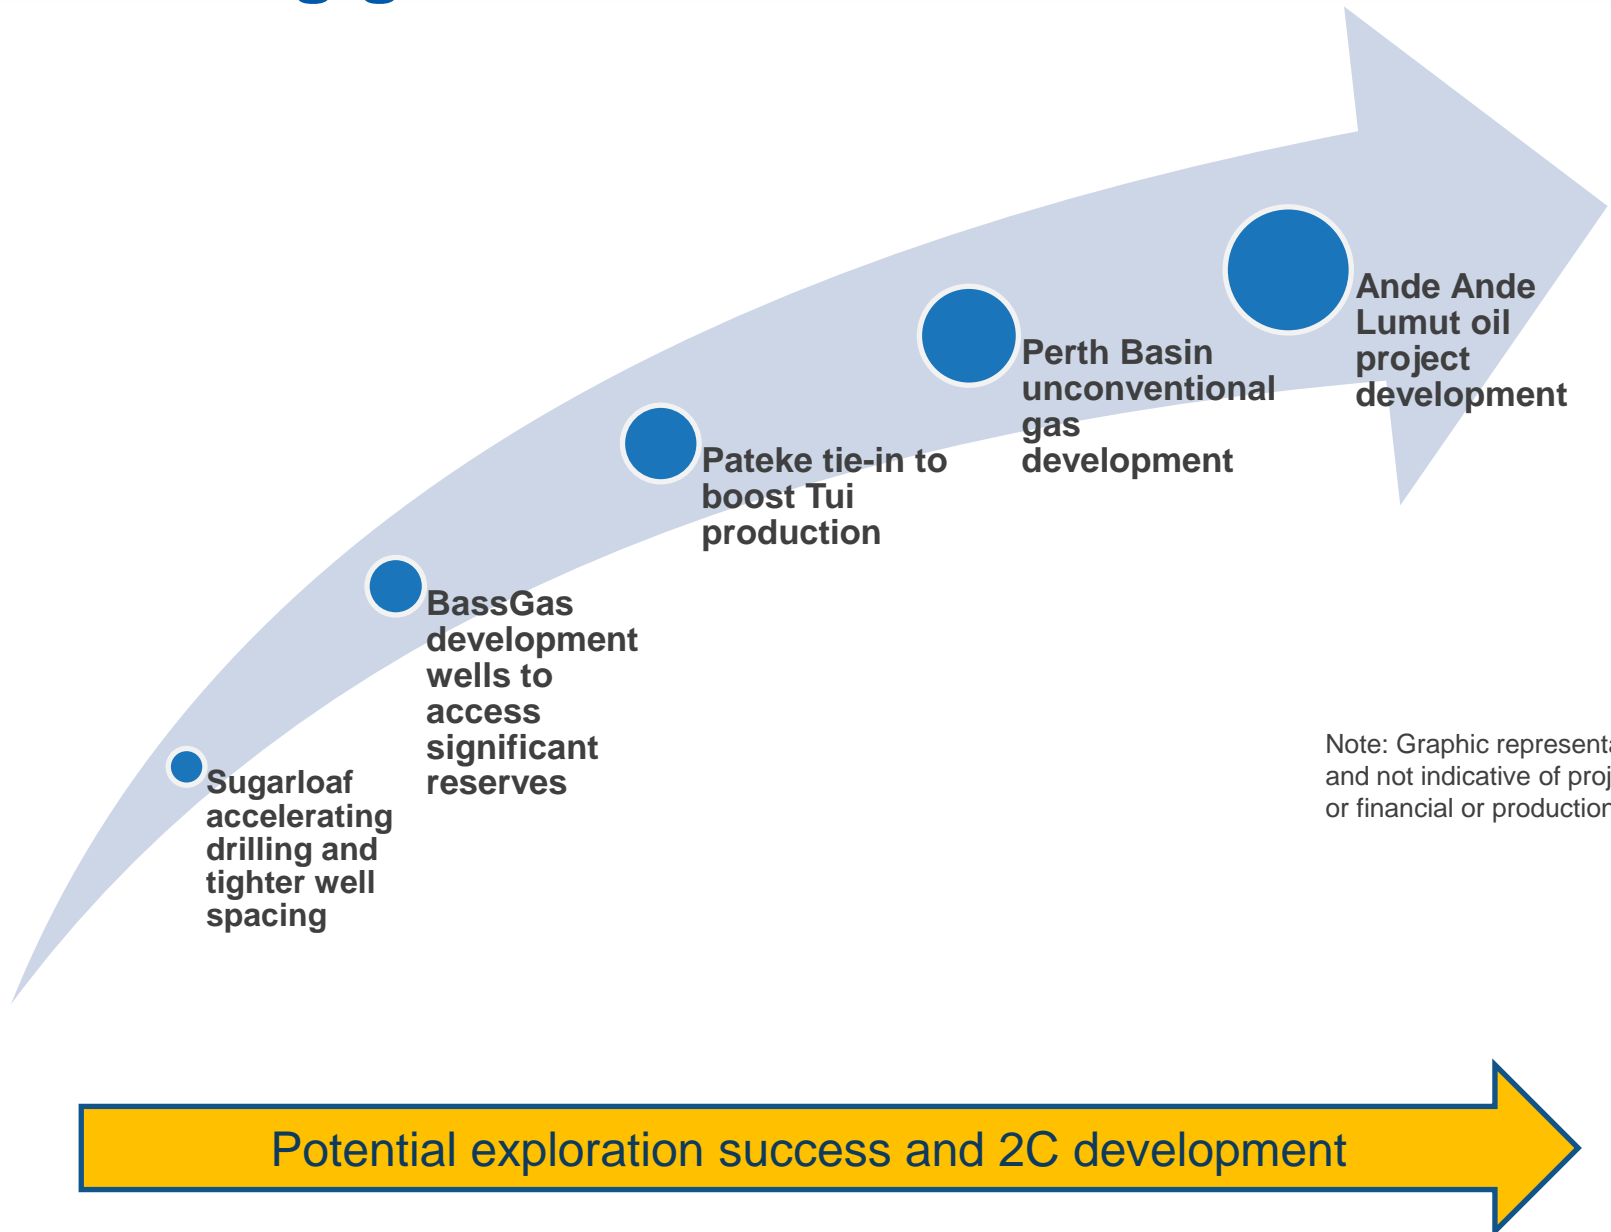 Sugarloaf
accelerating
drilling and
tighter well
spacing
BassGas
development
wells to
access
significant
reserves
Pateke tie-in to
boost Tui
production
Perth Basin
unconventional
gas
development
Ande Ande
Lumut oil
project
development
Note: Graphic
and not indicative of
or financial or production
Potential exploration success and 2C development